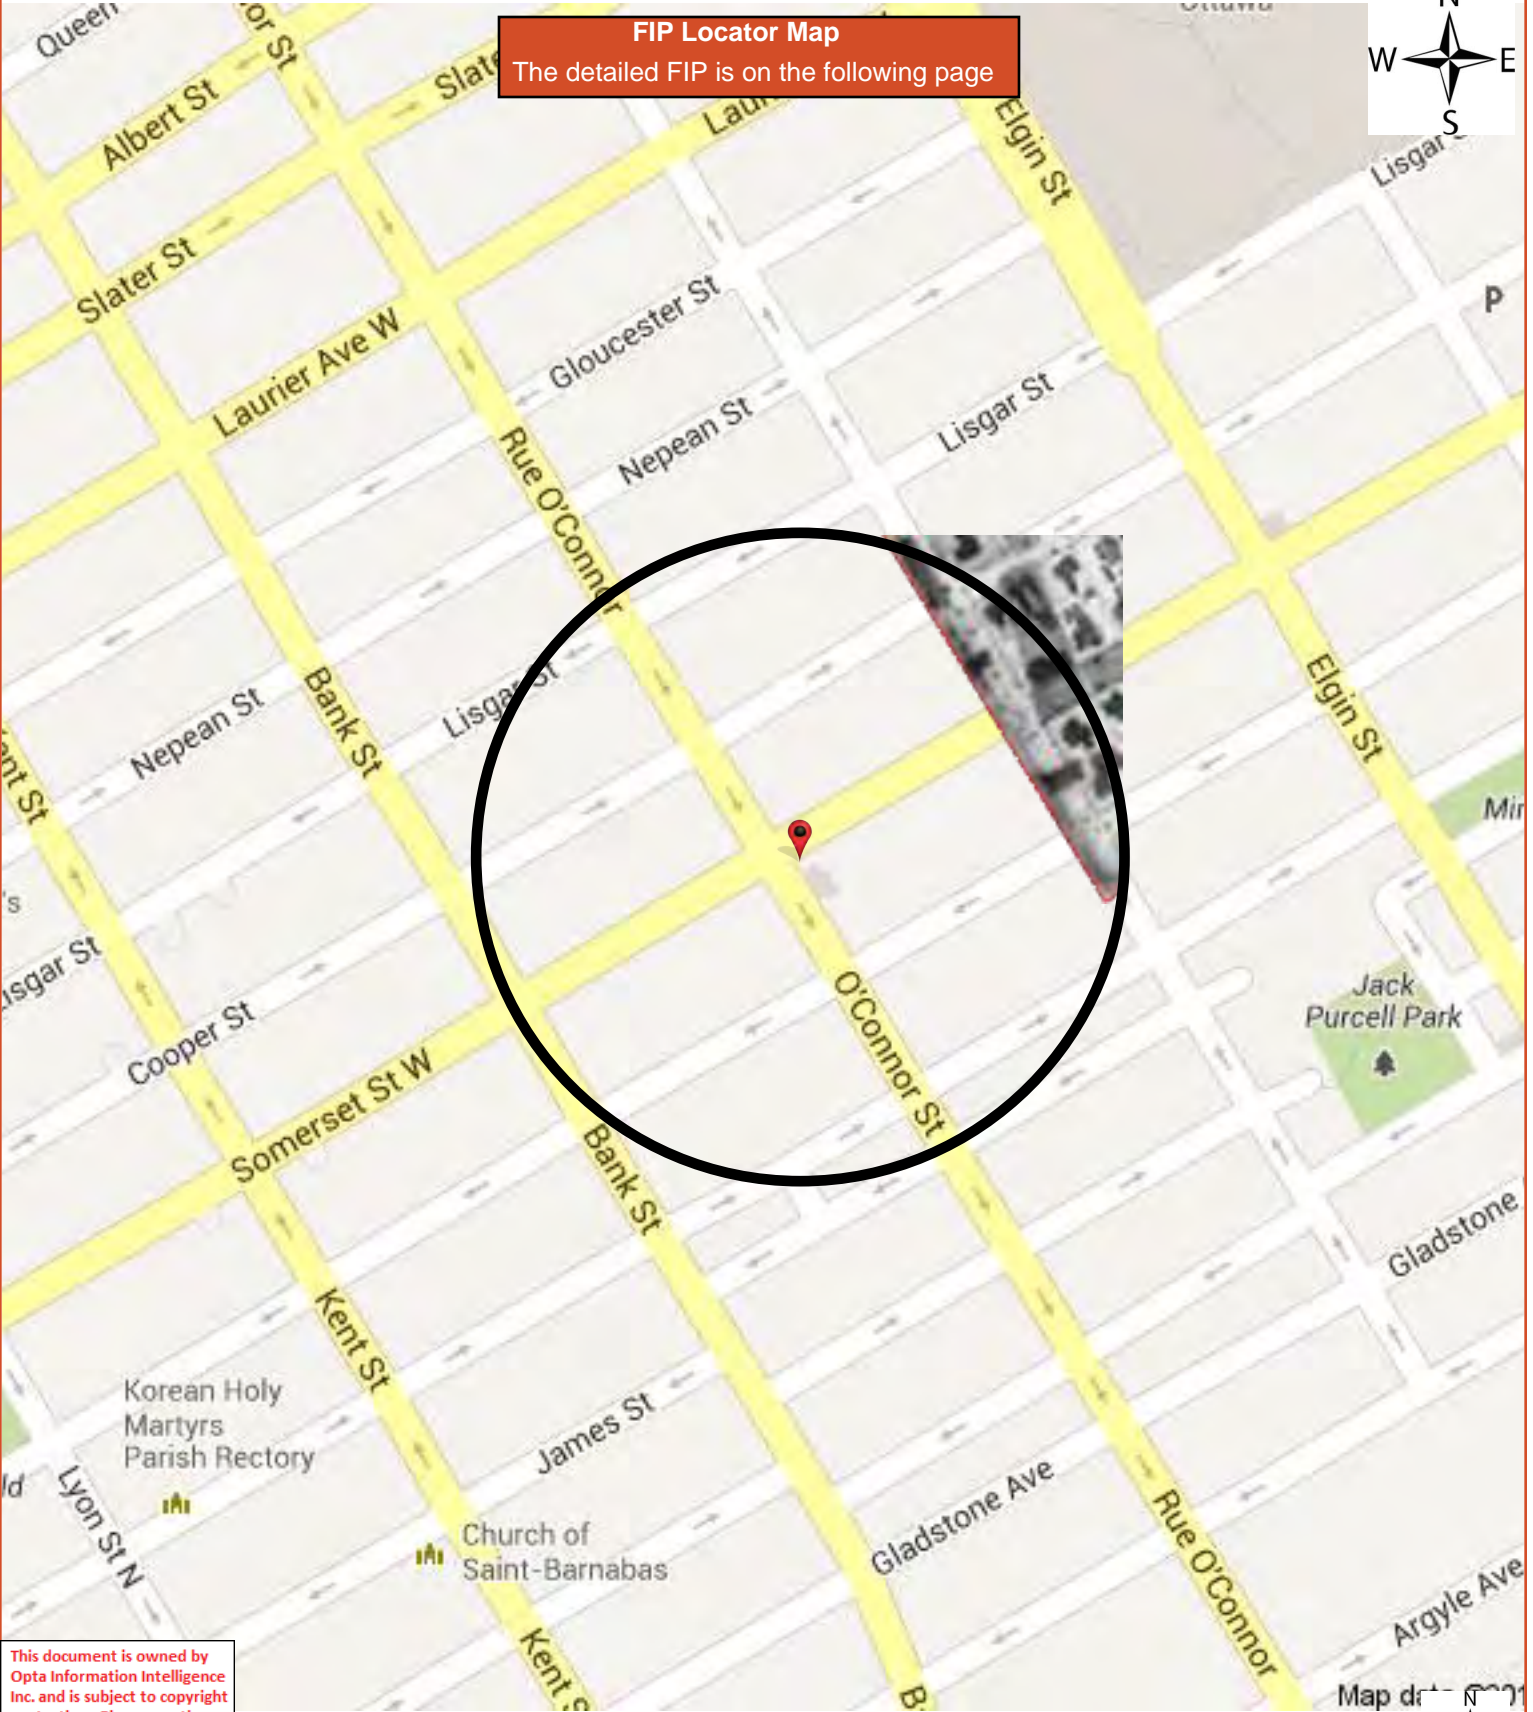 FIP Locator Map
The detailed FIP is on the following page
N
W
E
S
Queen
Albert St
Slater St
Laurier Ave W
Gloucester St
Nepean St
Lisgar St
Elgin St
Lisgar
P
Rue O'Connor
Bank St
Nepean St
Lisgar St
Elgin St
Cooper St
Somerset St W
O'Connor St
Jack
Purcell Park
Bank St
Kent St
Gladstone
Korean Holy
Martyrs
Parish Rectory
James St
Lyon St N
Church of
Saint-Barnabas
Gladstone Ave
Rue O'Connor
Argyle Ave
Kent S
This document is owned by
Opta Information Intelligence
Inc. and is subject to copyright
Map da
N